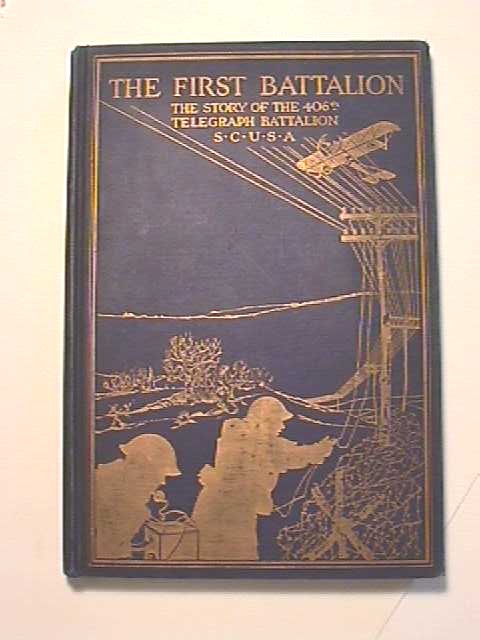 THE FIRST BATTALION
THE STORY OF THE 406th
TELEGRAPH BATTALION
S·C·U·S·A